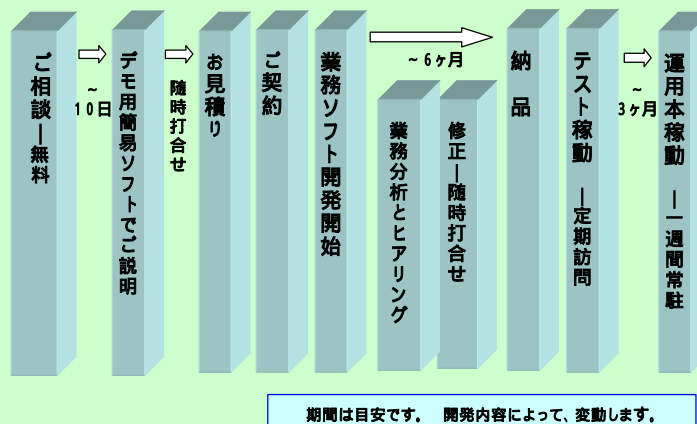 ご相談―無料
~
10日
デモ用簡易ソフトでご説明
随時打合せ
お見積り
ご契約
業務ソフト開発開始
~6ヶ月
業務分析とヒアリング
修正―随時打合せ
納品
テスト稼動 ―定期訪問
~
3ヶ月
運用本稼動 ―一週間常駐
期間は目安です。 開発内容によって、変動します。